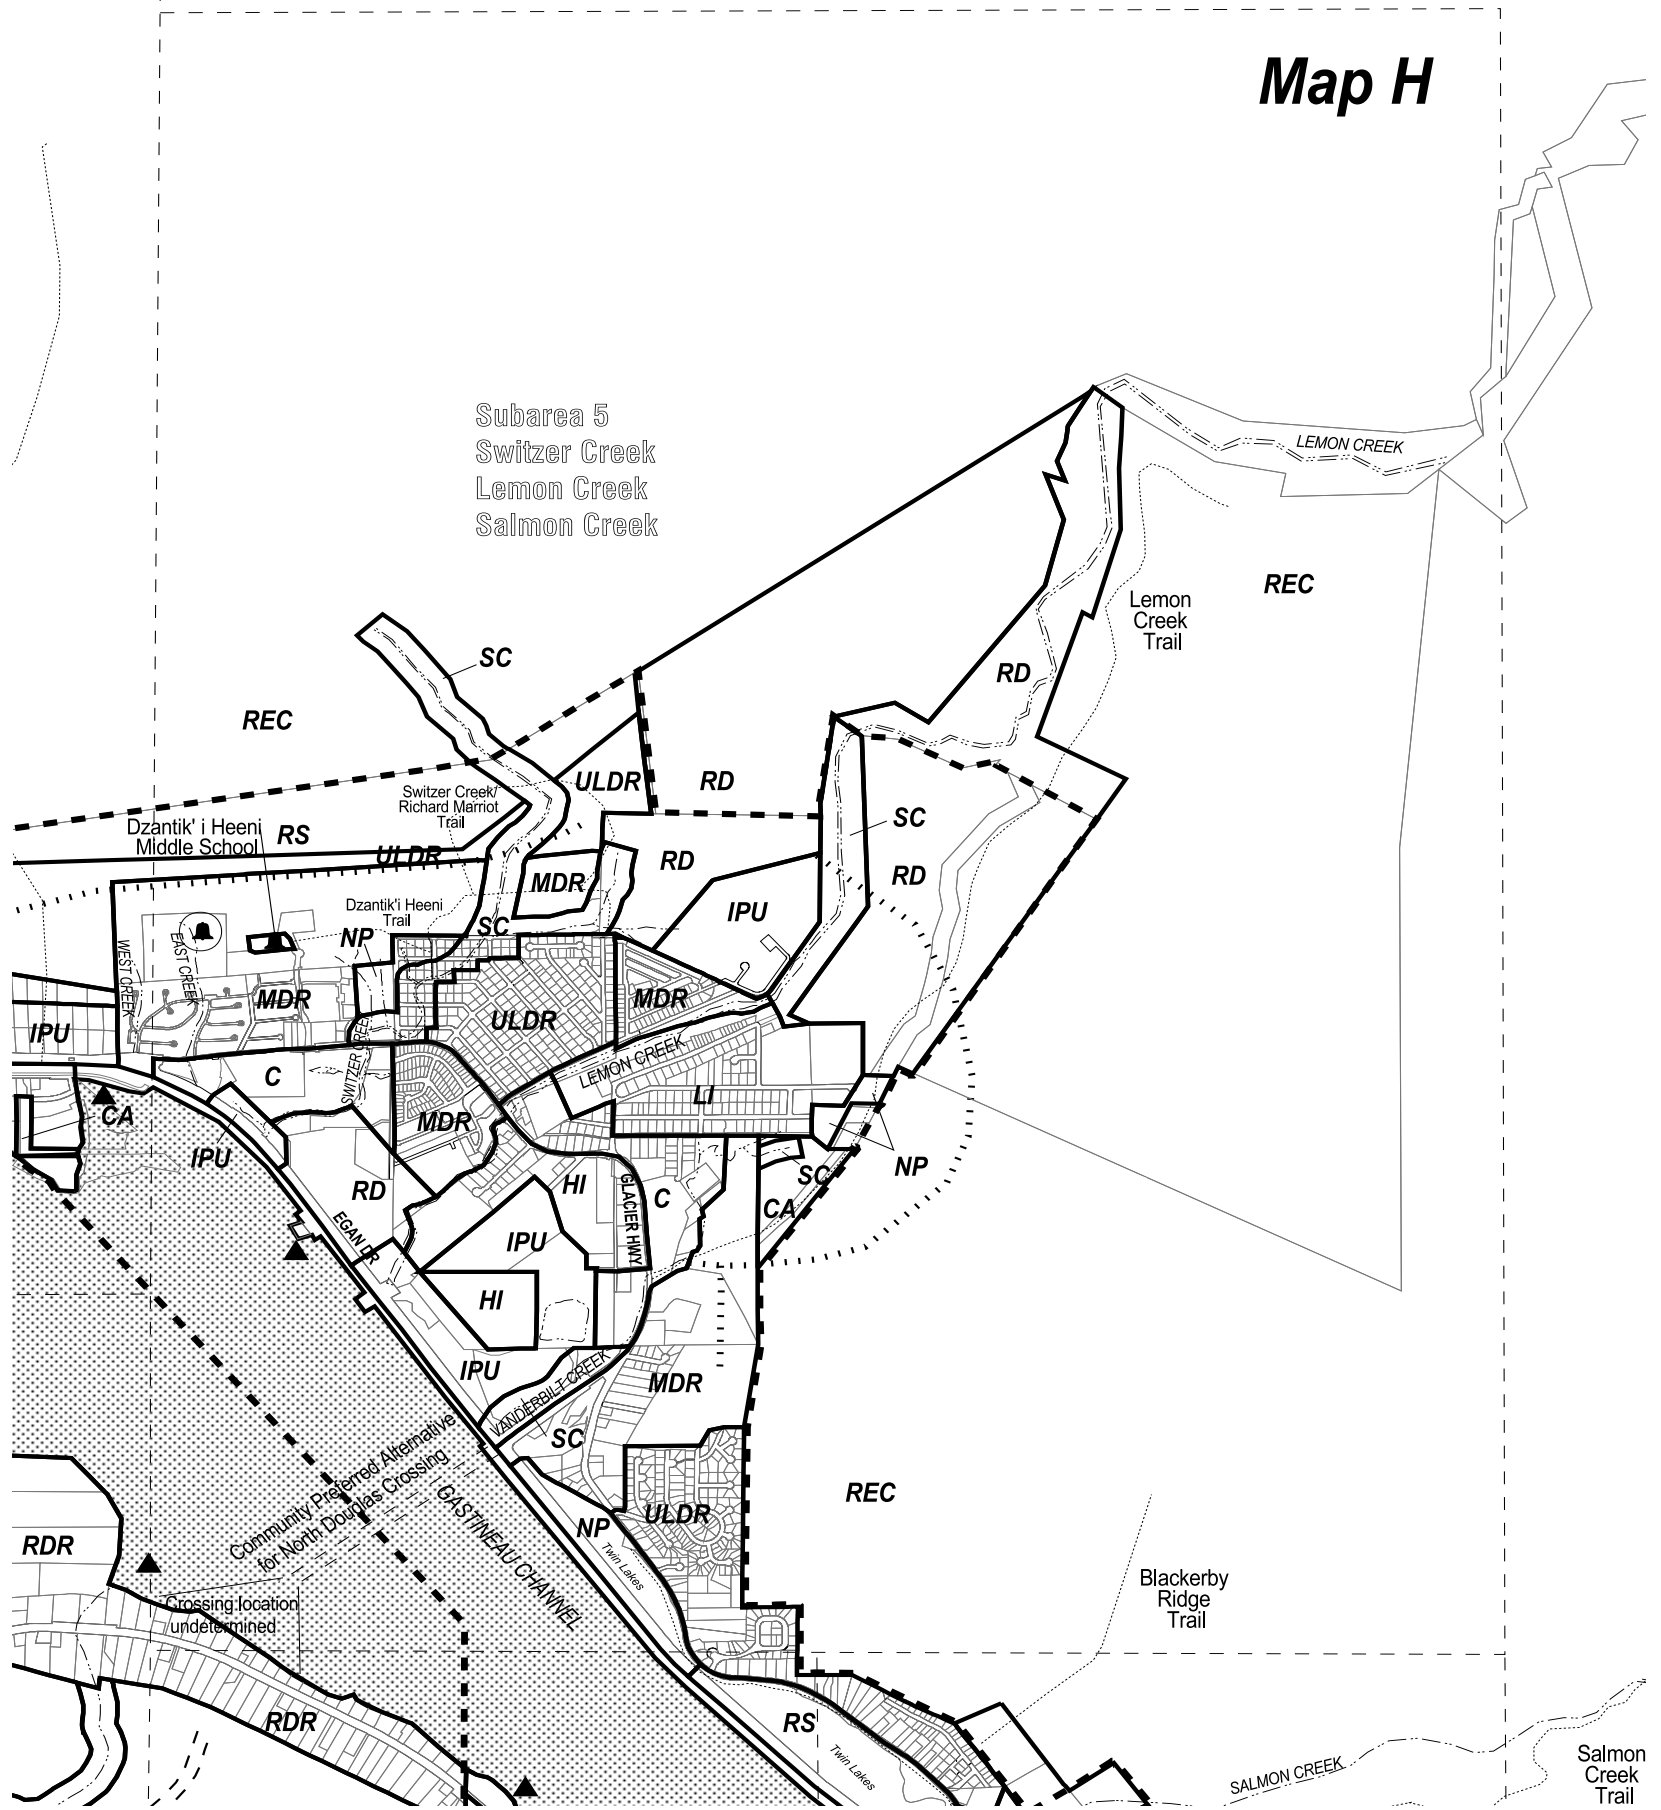 Map H
Subarea 5
Switzer Creek
Lemon Creek
Salmon Creek
LEMON CREEK
REC
Lemon
Creek
Trail
SC
RD
REC
ULDR
RD
Switzer Creek/
Richard Marriot
Trail
SC
Dzantik' i Heeni
Middle School
RS
ULDR
RD
MDR
RD
IPU
Dzantik'i Heeni
Trail
SC
NP
WEST CREEK
EAST CREEK
MDR
MDR
ULDR
IPU
SWITZER CREEK
LEMON CREEK
C
LI
CA
MDR
IPU
NP
SC
RD
HI
GLACIER HWY
C
CA
EGAN DR
IPU
HI
IPU
VANDERBILT CREEK
MDR
SC
Community Preferred Alternative
for North Douglas Crossing
GASTINEAU CHANNEL
REC
ULDR
NP
RDR
Twin Lakes
Crossing location
undetermined
Blackerby
Ridge
Trail
RDR
RS
Twin Lakes
SALMON CREEK
Salmon
Creek
Trail